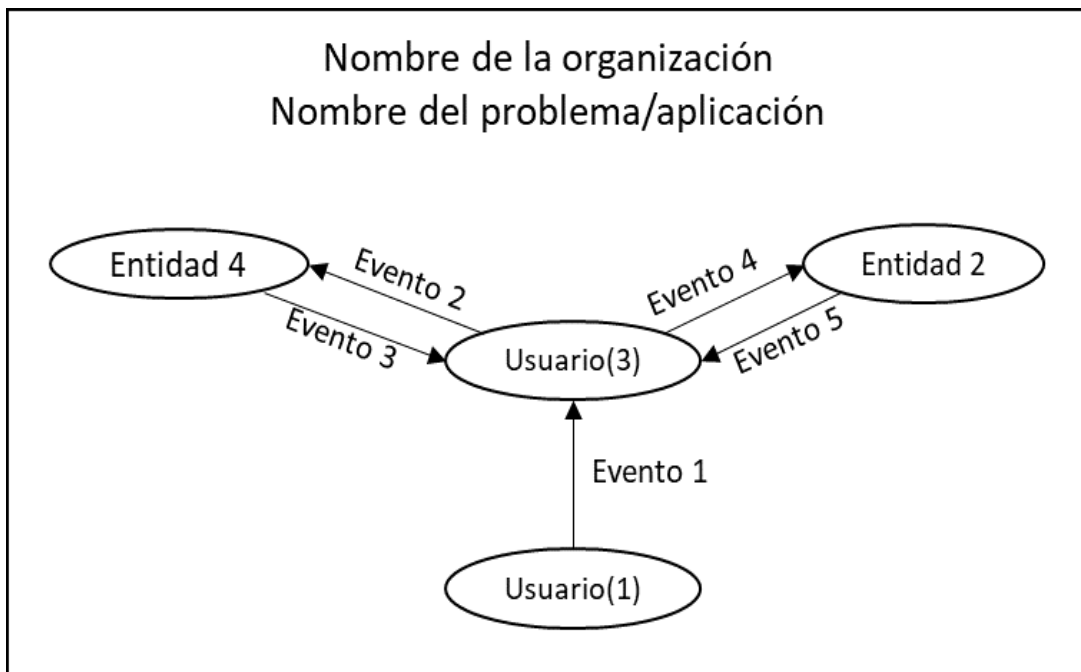 Nombre de la organización
Nombre del problema/aplicación
Entidad 4
Evento 2
Evento 3
Evento 4
Evento 5
Entidad 2
Usuario(3)
Evento 1
Usuario(1)